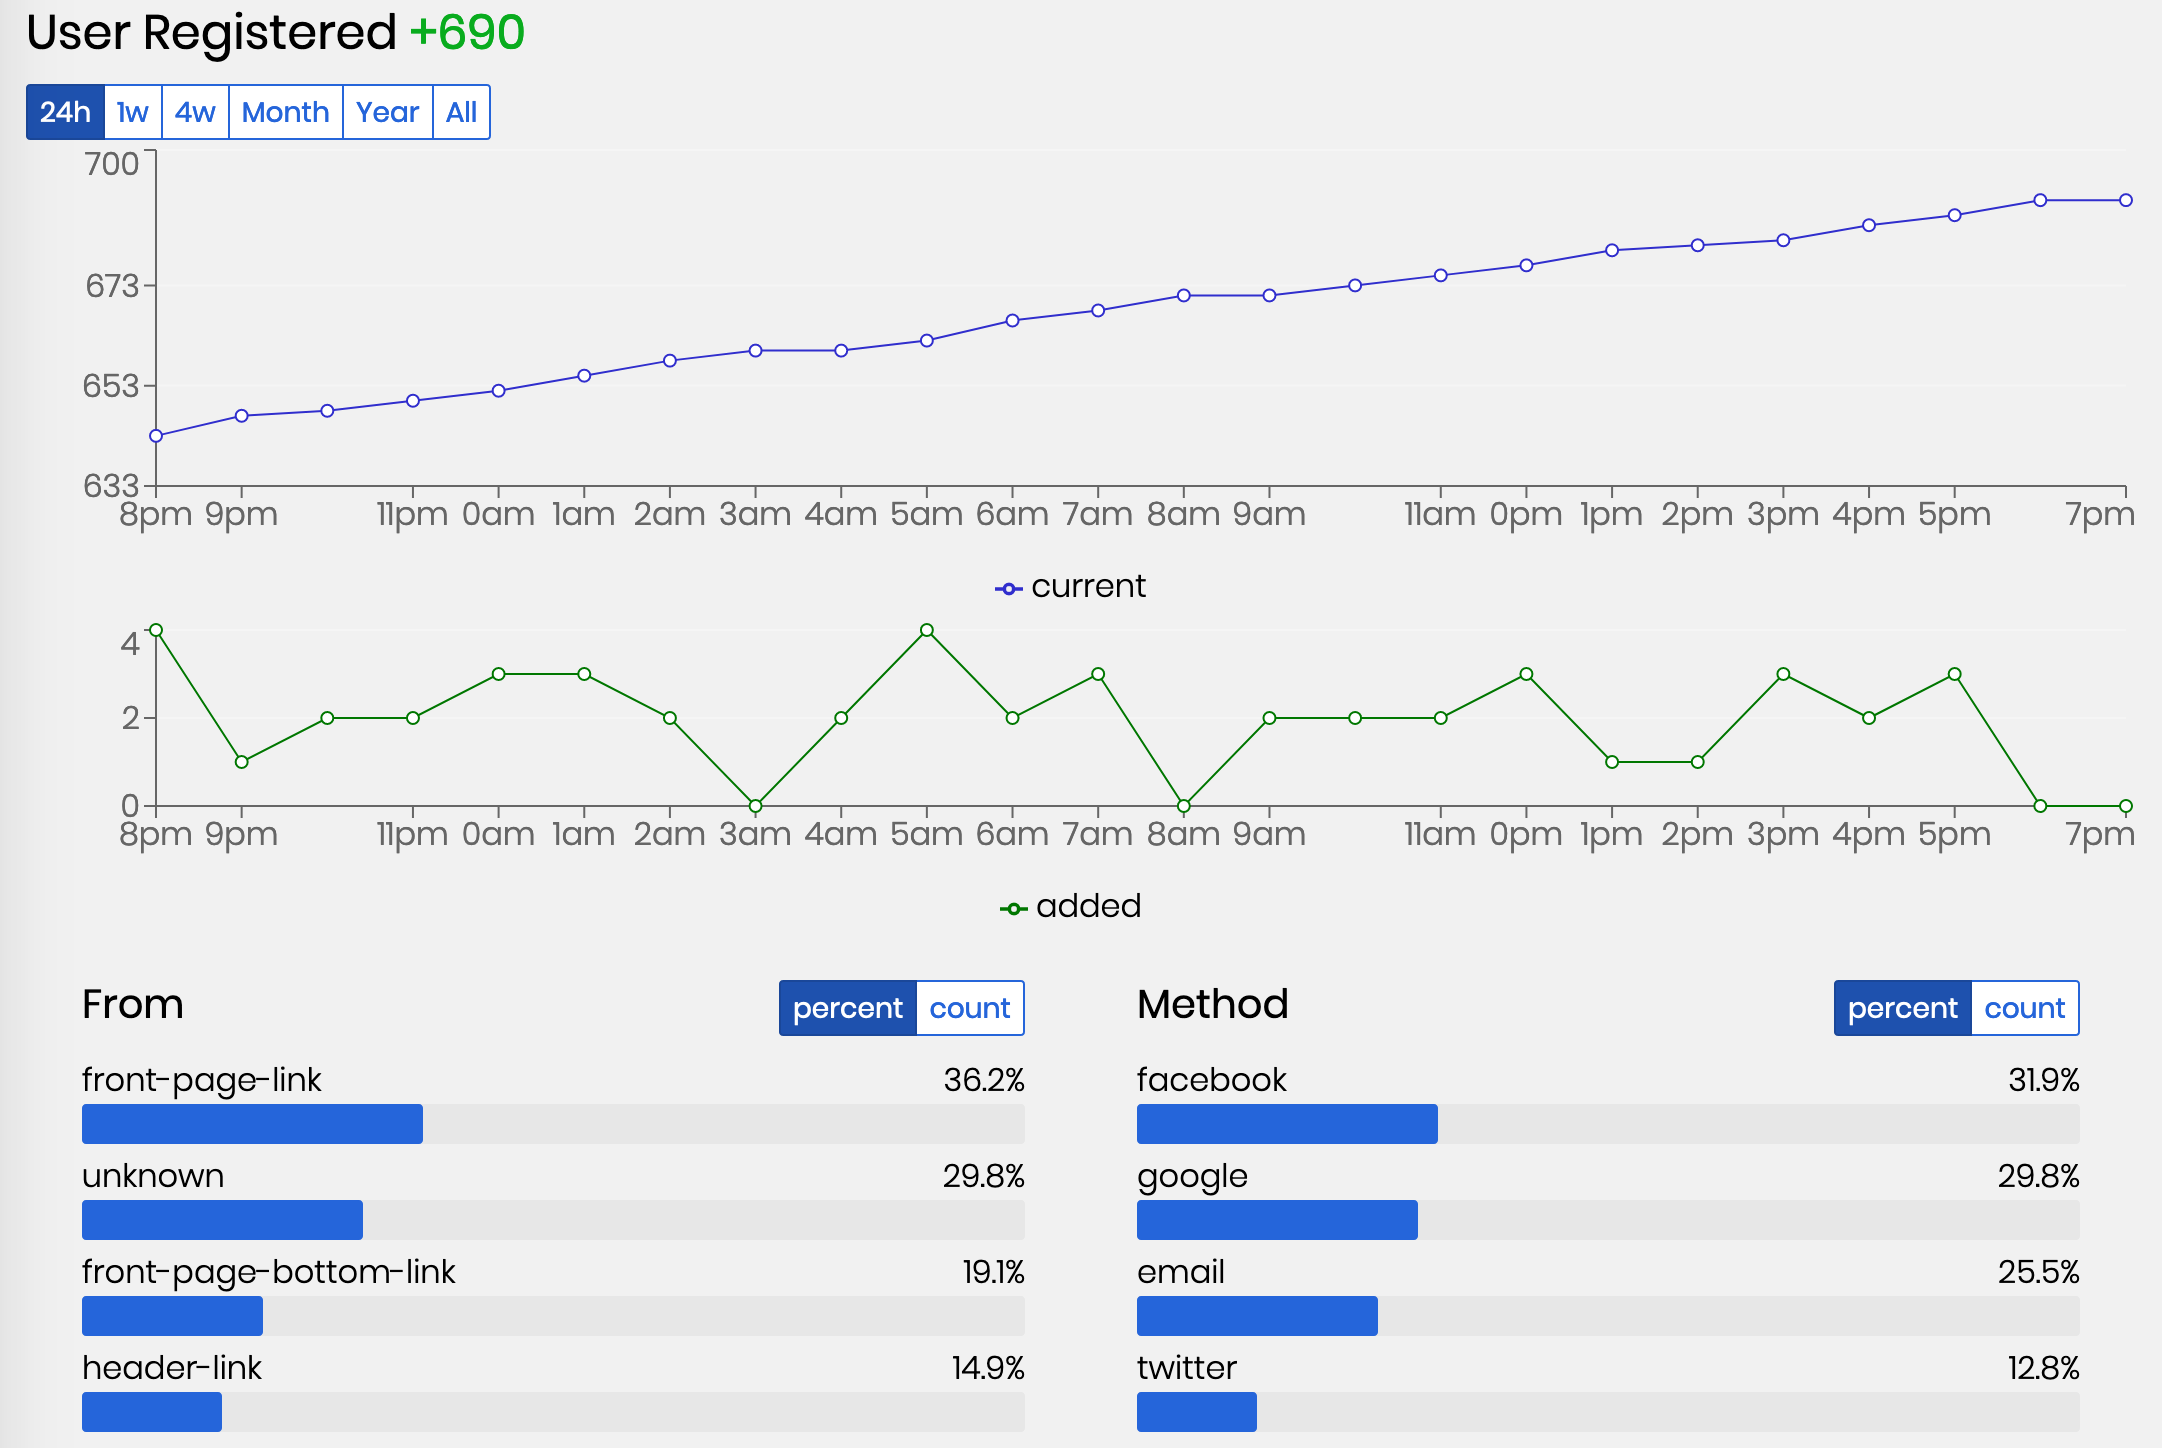 User Registered +690
24h 1w 4w Month Year All
700
673
653
633
8pm 9pm 11pm 0am 1am 2am 3am 4am 5am 6am 7am 8am 9am 11am 0pm 1pm 2pm 3pm 4pm 5pm 7pm
current
4
2
0
8pm 9pm 11pm 0am 1am 2am 3am 4am 5am 6am 7am 8am 9am 11am 0pm 1pm 2pm 3pm 4pm 5pm 7pm
added
From percent count
front-page-link 36.2%
unknown 29.8%
front-page-bottom-link 19.1%
header-link 14.9%
Method percent count
facebook 31.9%
google 29.8%
email 25.5%
twitter 12.8%